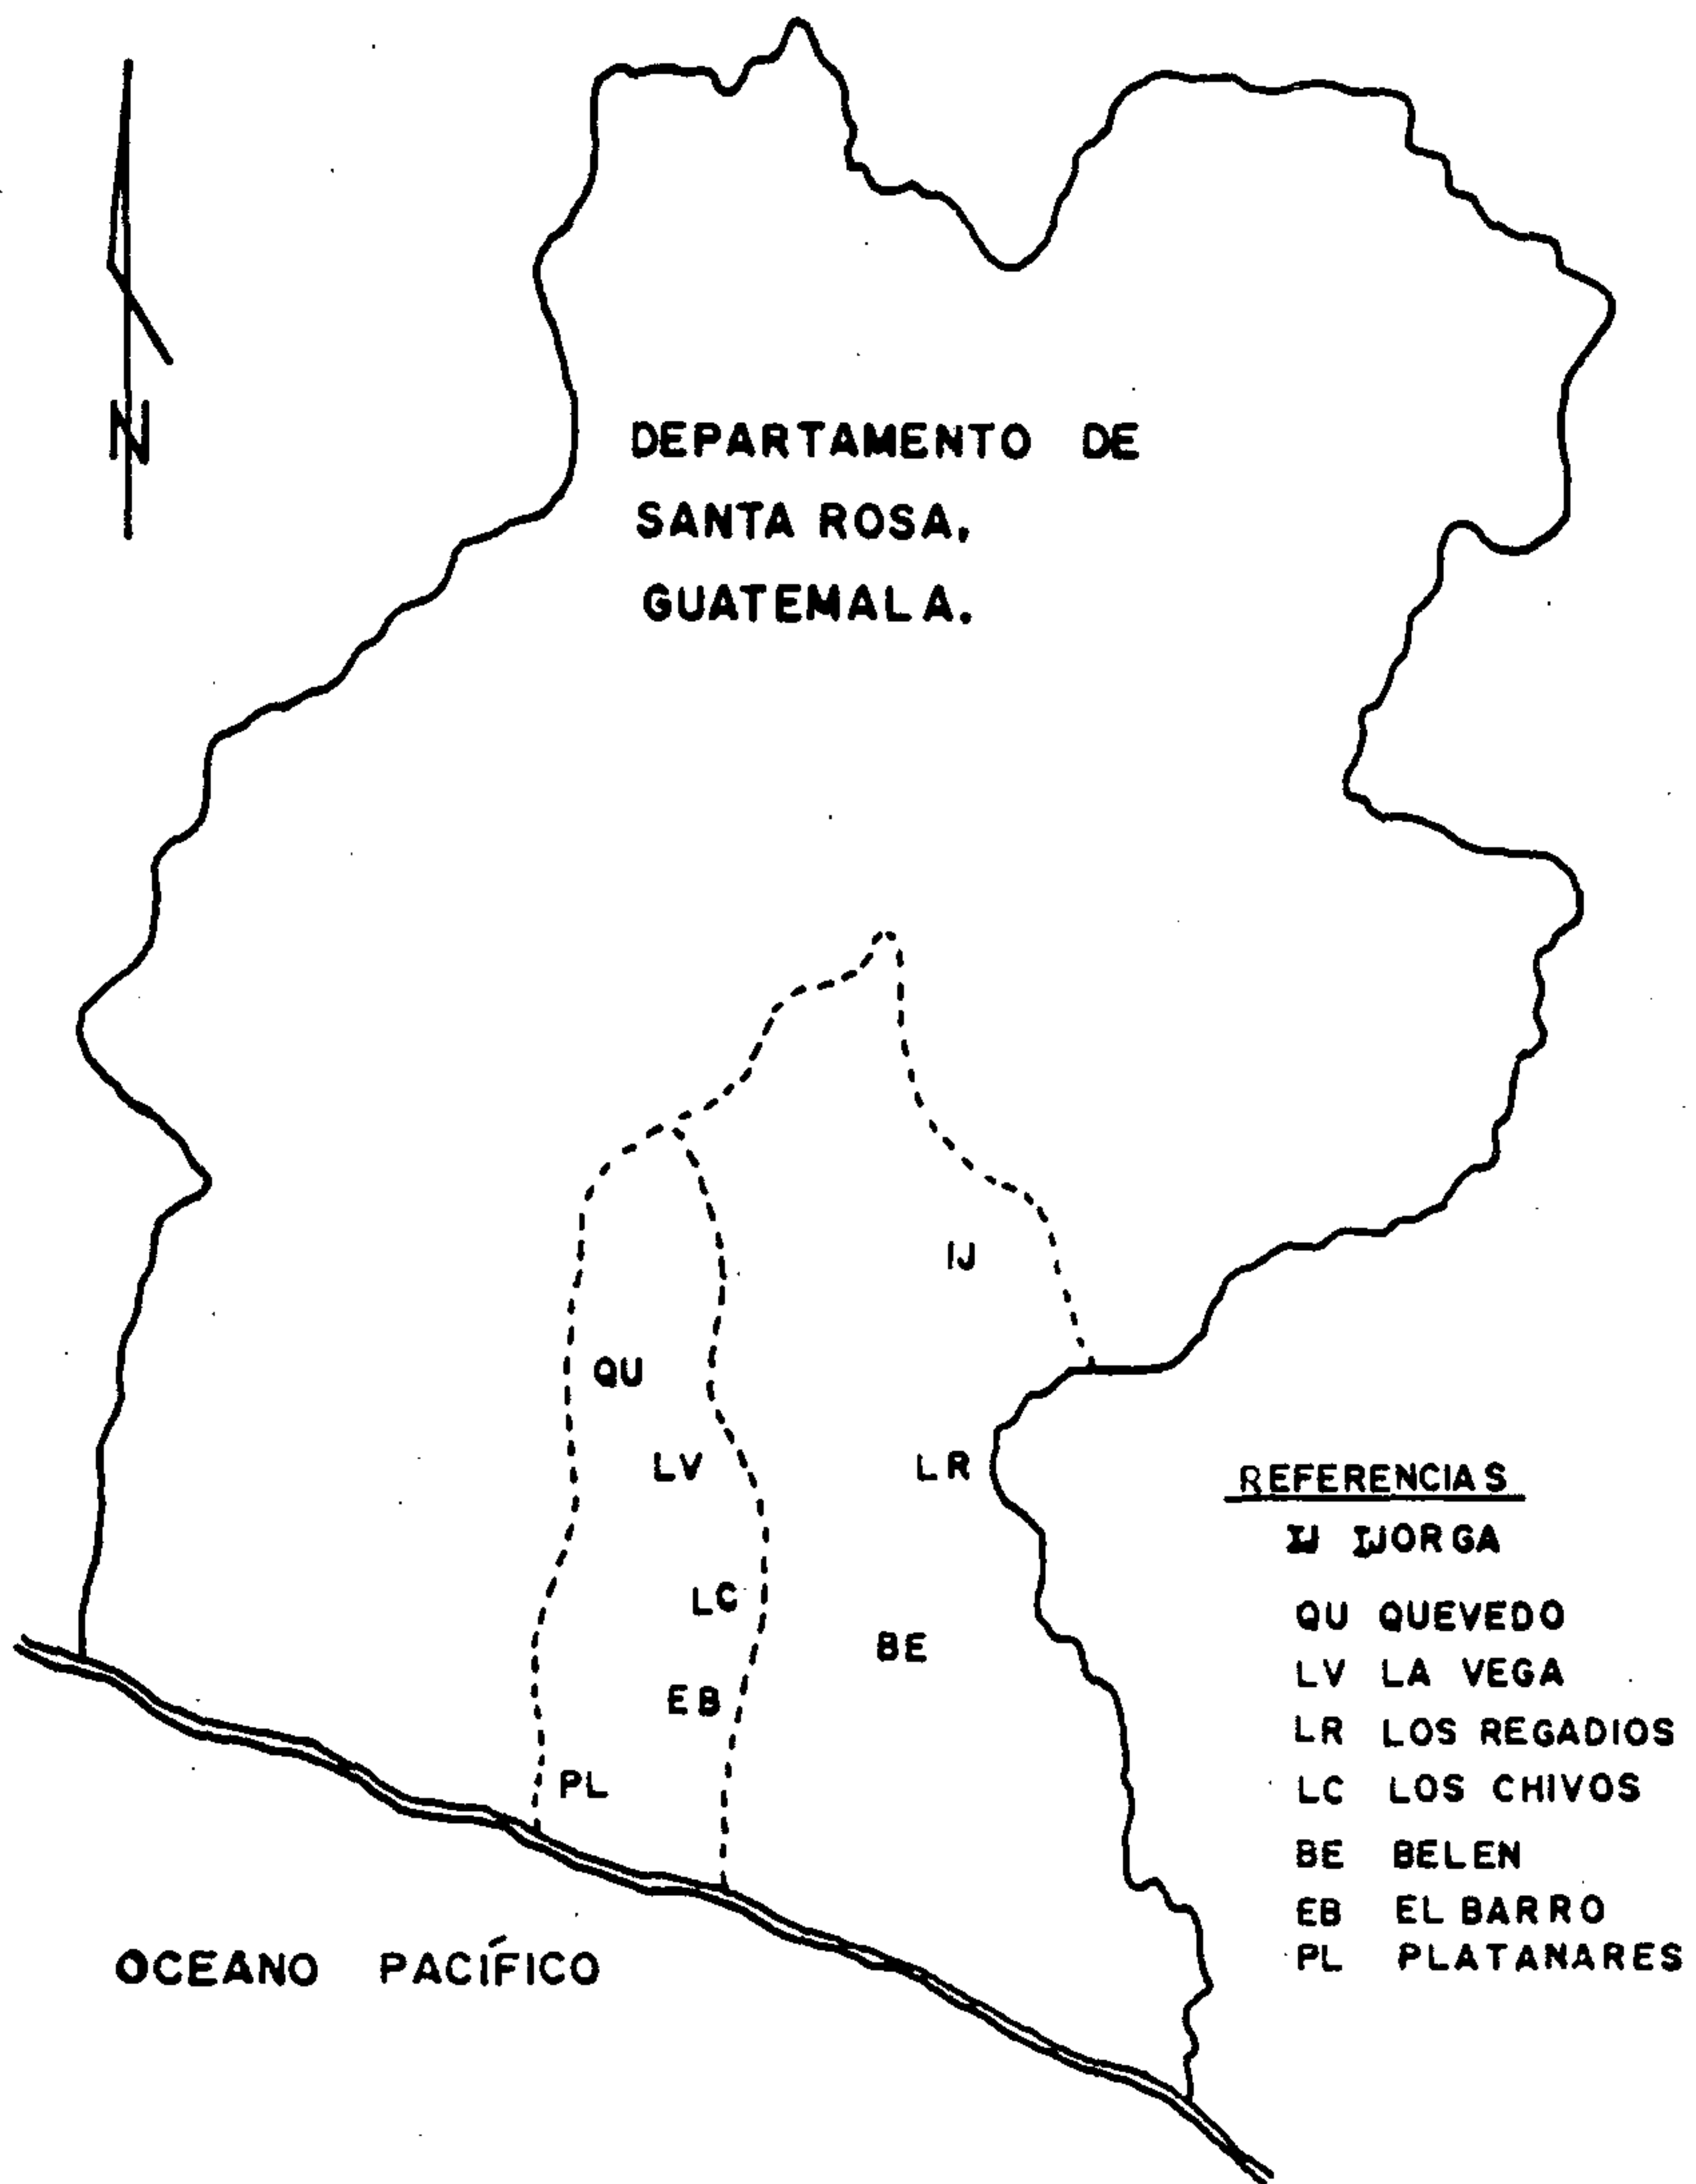 N
DEPARTAMENTO DE
SANTA ROSA.
GUATEMALA.
IJ
QU
LV
LR
LC
BE
EB
PL
REFERENCIAS
IJ IJORGA
QU QUEVEDO
LV LA VEGA
LR LOS REGADIOS
LC LOS CHIVOS
BE BELEN
EB EL BARRO
PL PLATANARES
OCEANO PACÍFICO